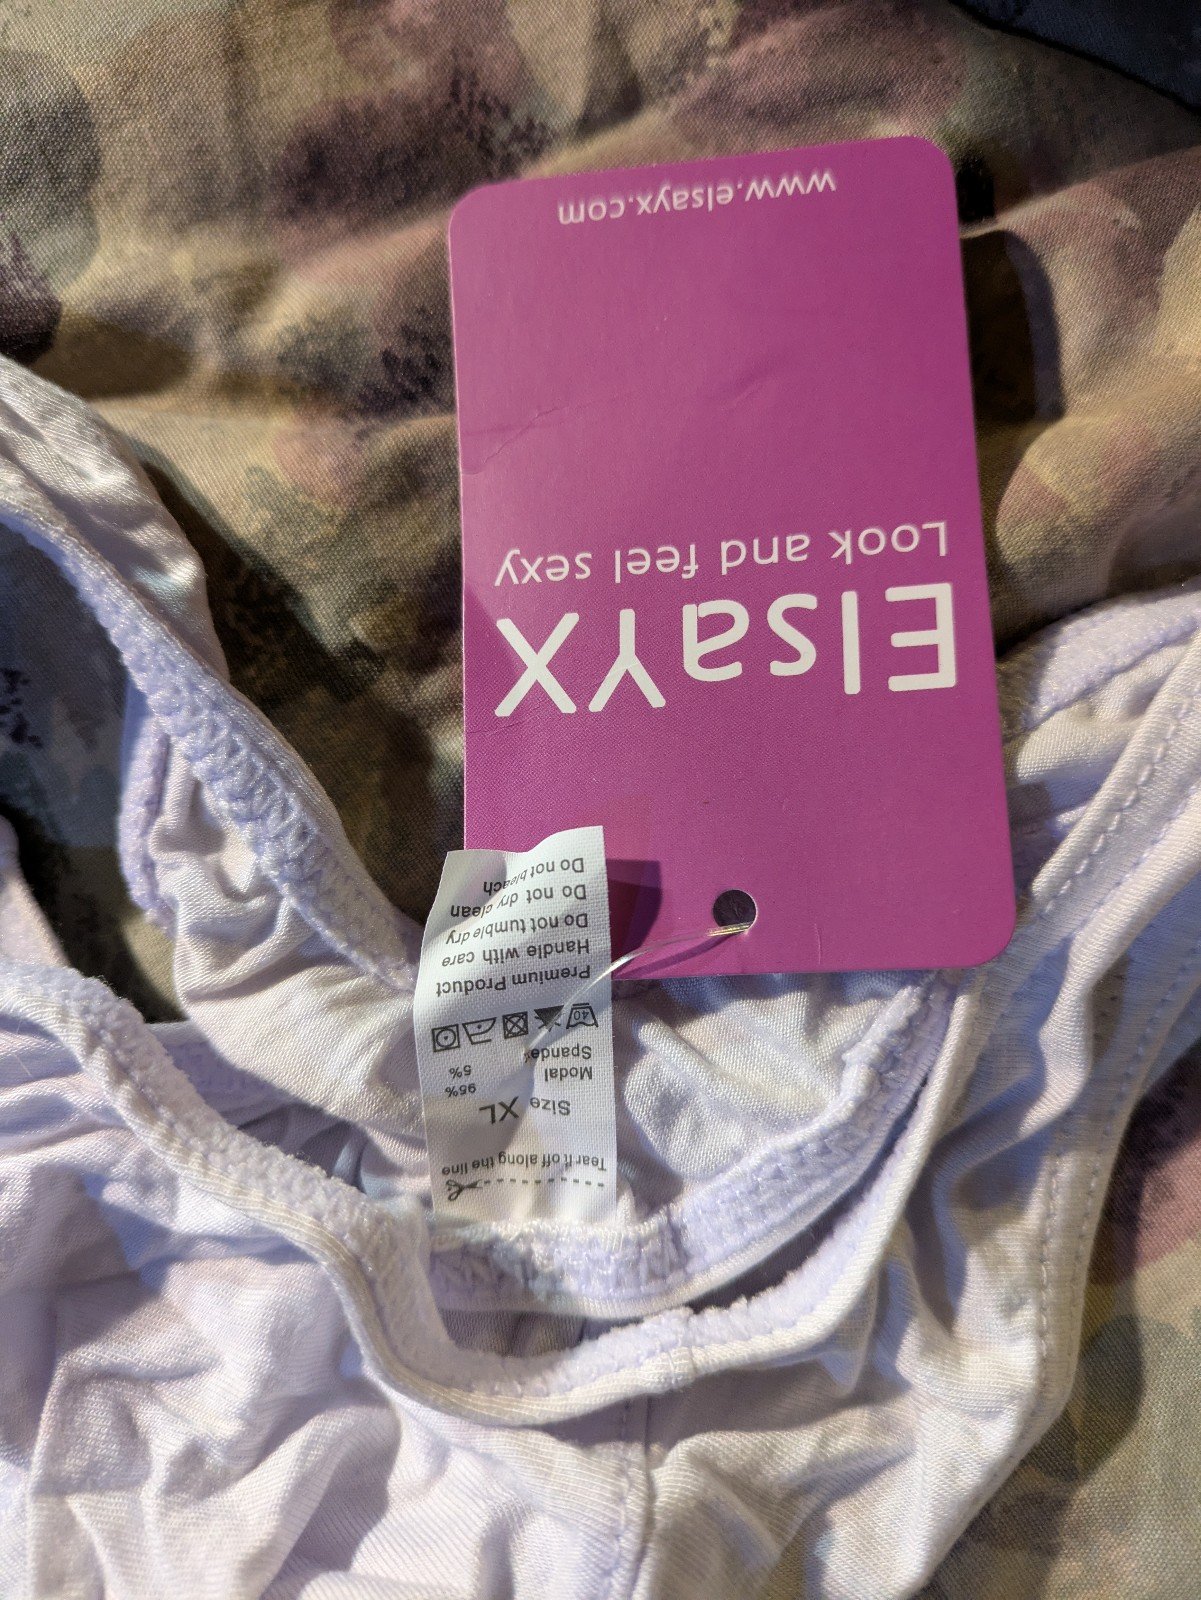 ElsaYX
Look and feel sexy
www.elsayx.com
Tear it off along the line
Size XL
Modal 95%
Spandex 5%
40
Premium Product
Handle with care
Do not tumble dry
Do not dry clean
Do not bleach